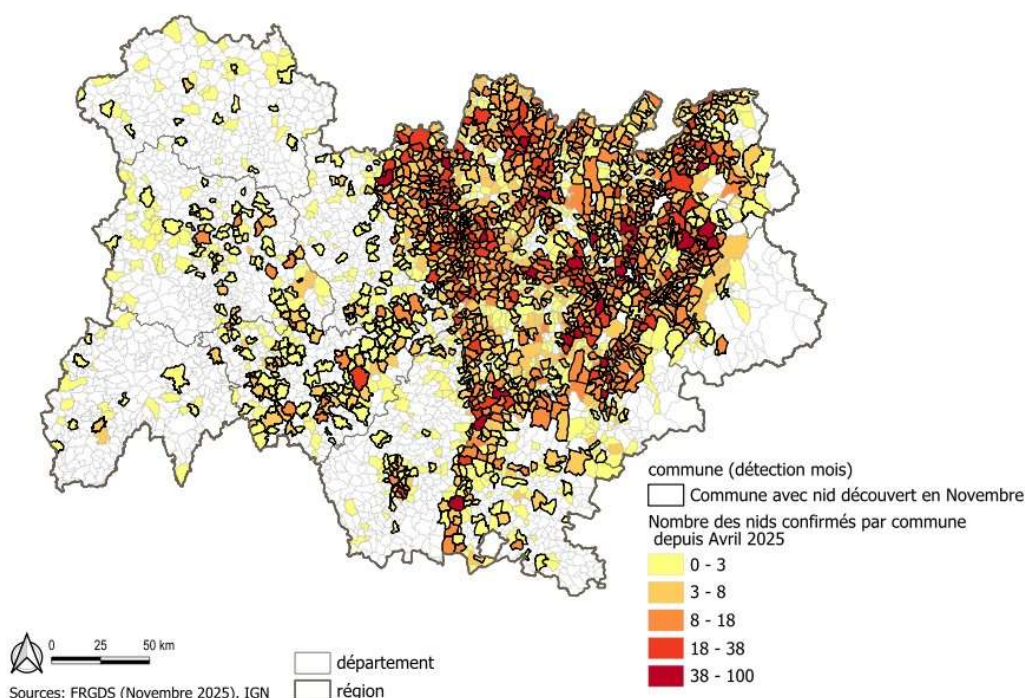 commune (détection mois)
Commune avec nid découvert en Novembre
Nombre des nids confirmés par commune
depuis Avril 2025
0 - 3
3 - 8
8 - 18
18 - 38
38 - 100
0 25 50 km
département
région
Sources: FRGDS (Novembre 2025), IGN